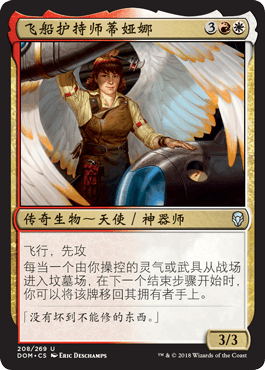 飞船护持师蒂娅娜 3
传奇生物~天使 / 神器师
飞行，先攻
每当一个由你操控的灵气或武具从战场
进入坟墓场，在下一个结束步骤开始时，
你可以将该牌移回其拥有者手上。
「没有坏到不能修的东西。」
3/3
208/269 U
DOM • CS ERIC DESCHAMPS
™ & © 2018 Wizards of the Coast